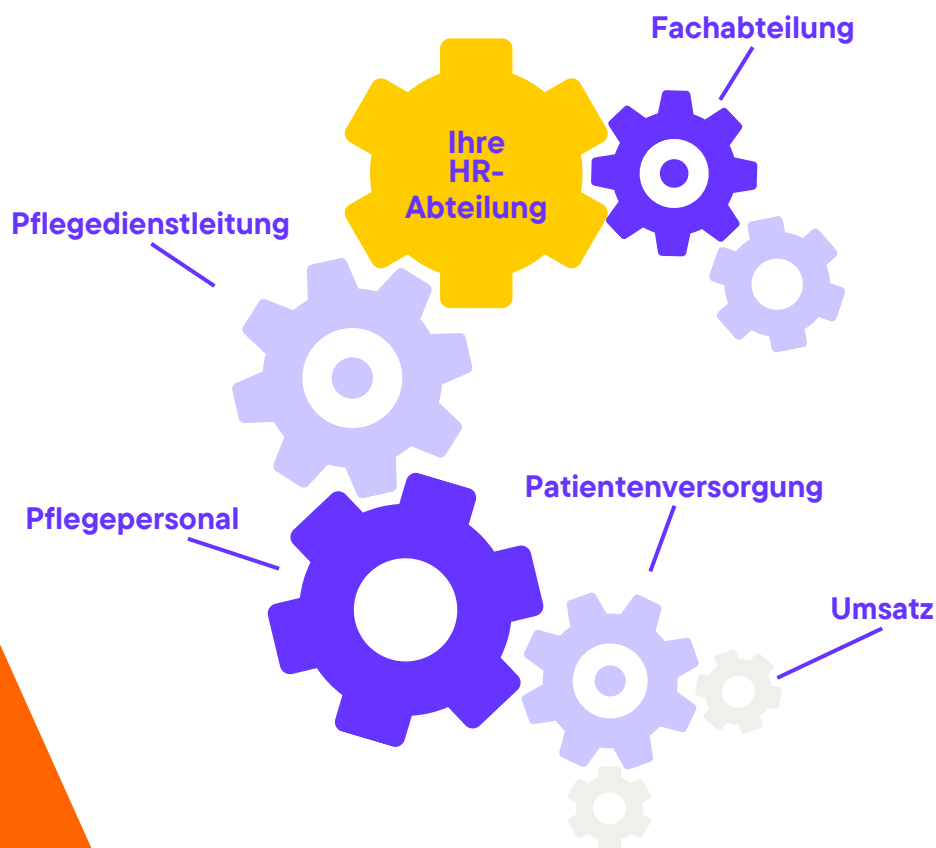 Fachabteilung
Ihre
HR-
Abteilung
Pflegedienstleitung
Patientenversorgung
Pflegepersonal
Umsatz